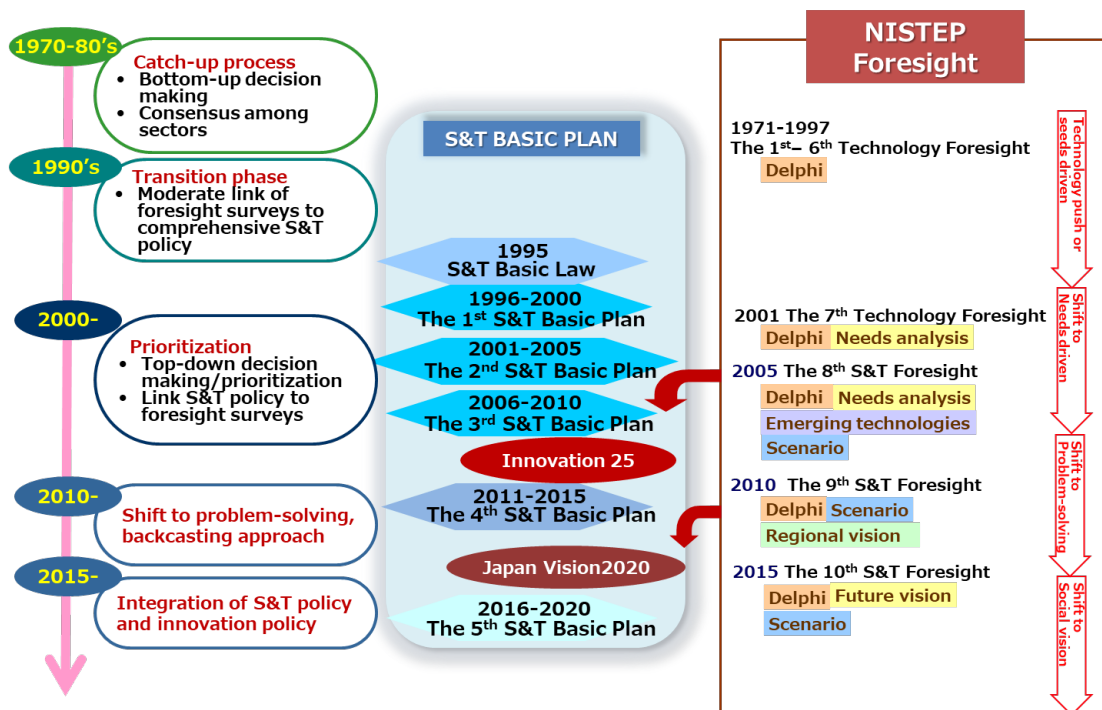 1970-80’s
Catch-up process
• Bottom-up decision
making
• Consensus among
sectors
1990’s
Transition phase
• Moderate link of
foresight surveys to
comprehensive S&T
policy
2000-
Prioritization
• Top-down decision
making/prioritization
• Link S&T policy to
foresight surveys
2010-
Shift to problem-solving,
backcasting approach
2015-
Integration of S&T policy
and innovation policy
S&T BASIC PLAN
1995
S&T Basic Law
1996-2000
The 1st S&T Basic Plan
2001-2005
The 2nd S&T Basic Plan
2006-2010
The 3rd S&T Basic Plan
Innovation 25
2011-2015
The 4th S&T Basic Plan
Japan Vision2020
2016-2020
The 5th S&T Basic Plan
NISTEP
Foresight
1971-1997
The 1st– 6th Technology Foresight
Delphi
2001 The 7th Technology Foresight
Delphi Needs analysis
2005 The 8th S&T Foresight
Delphi Needs analysis
Emerging technologies
Scenario
2010 The 9th S&T Foresight
Delphi Scenario
Regional vision
2015 The 10th S&T Foresight
Delphi Future vision
Scenario
Technology push or
seeds driven
Shift to
Needs driven
Shift to
Problem-solving
Shift to
Social vision